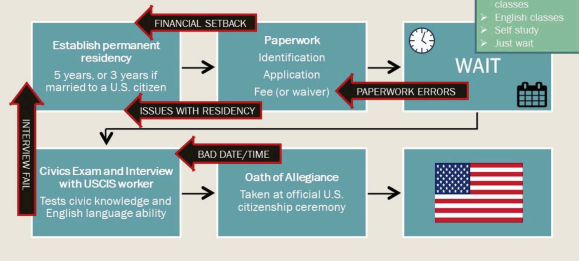 classes
➤ English classes
➤ Self study
➤ Just wait
FINANCIAL SETBACK
Establish permanent
residency
5 years, or 3 years if
married to a U.S. citizen
Paperwork
Identification
Application
Fee (or waiver)
PAPERWORK ERRORS
WAIT
ISSUES WITH RESIDENCY
INTERVIEW FAIL
BAD DATE/TIME
Civics Exam and Interview
with USCIS worker
Tests civic knowledge and
English language ability
Oath of Allegiance
Taken at official U.S.
citizenship ceremony